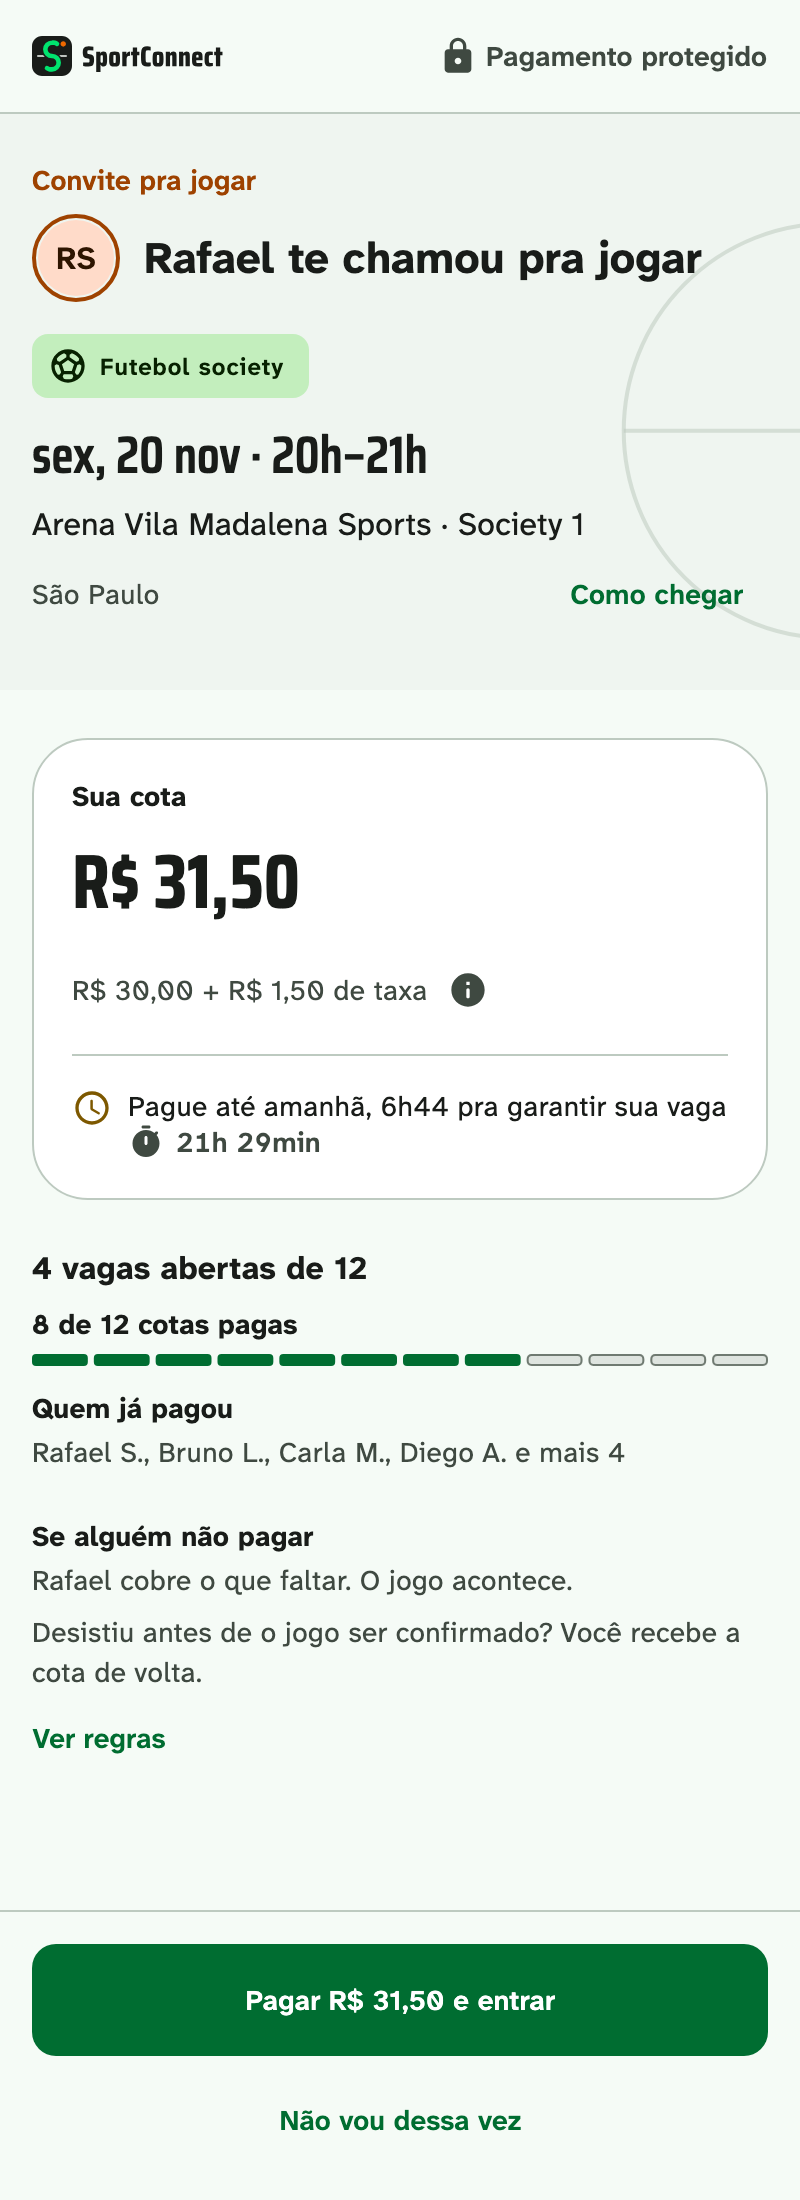 SportConnect
Pagamento protegido
Convite pra jogar
RS
Rafael te chamou pra jogar
Futebol society
sex, 20 nov · 20h–21h
Arena Vila Madalena Sports · Society 1
São Paulo
Como chegar
Sua cota
R$ 31,50
R$ 30,00 + R$ 1,50 de taxa
Pague até amanhã, 6h44 pra garantir sua vaga
21h 29min
4 vagas abertas de 12
8 de 12 cotas pagas
Quem já pagou
Rafael S., Bruno L., Carla M., Diego A. e mais 4
Se alguém não pagar
Rafael cobre o que faltar. O jogo acontece.
Desistiu antes de o jogo ser confirmado? Você recebe a
cota de volta.
Ver regras
Pagar R$ 31,50 e entrar
Não vou dessa vez